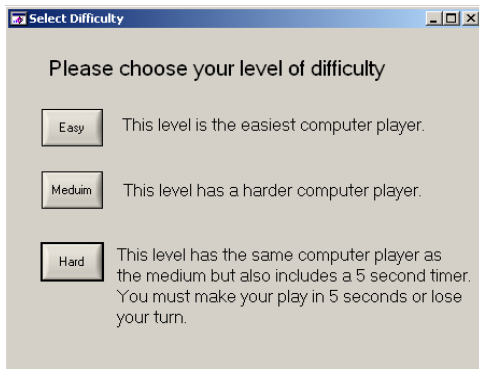 Select Difficulty
Please choose your level of difficulty
Easy
This level is the easiest computer player.
Meduim
This level has a harder computer player.
Hard
This level has the same computer player as
the medium but also includes a 5 second timer.
You must make your play in 5 seconds or lose
your turn.